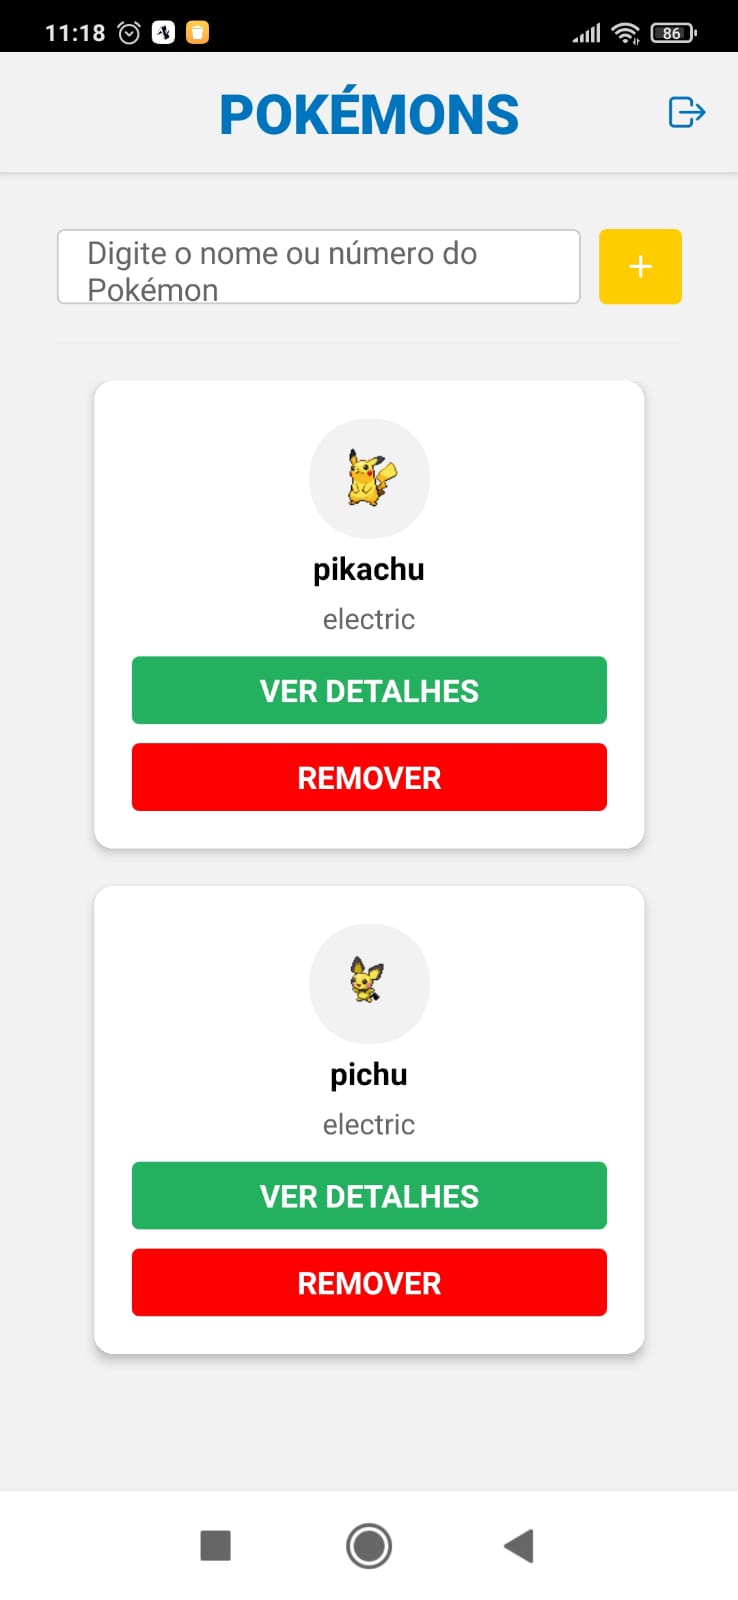 11:18
86
POKÉMONS
Digite o nome ou número do
Pokémon
+
pikachu
electric
VER DETALHES
REMOVER
pichu
electric
VER DETALHES
REMOVER